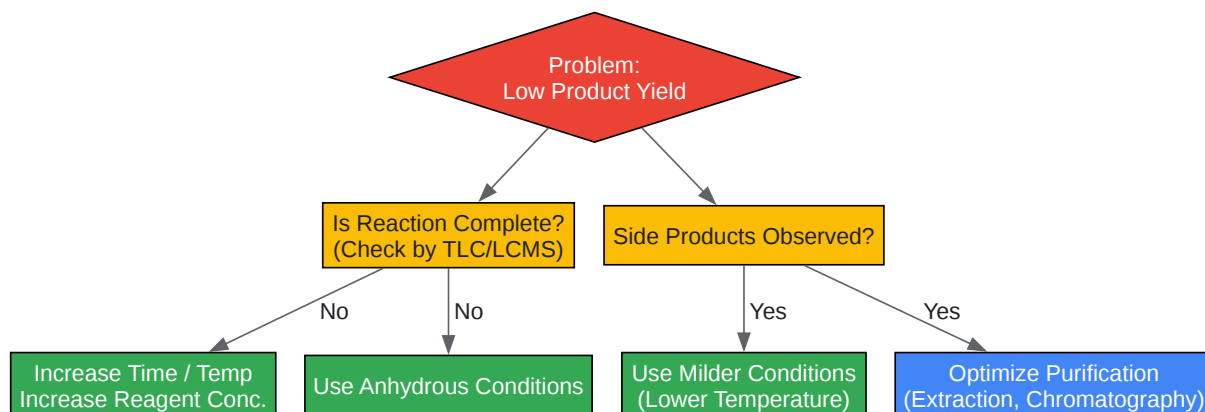 Problem:
Low Product Yield
Is Reaction Complete?
(Check by TLC/LCMS)
Side Products Observed?
No
No
Yes
Yes
Increase Time / Temp
Increase Reagent Conc.
Use Anhydrous Conditions
Use Milder Conditions
(Lower Temperature)
Optimize Purification
(Extraction, Chromatography)